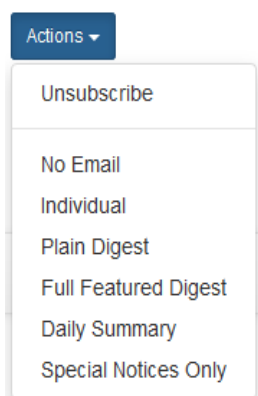 Actions
Unsubscribe
No Email
Individual
Plain Digest
Full Featured Digest
Daily Summary
Special Notices Only